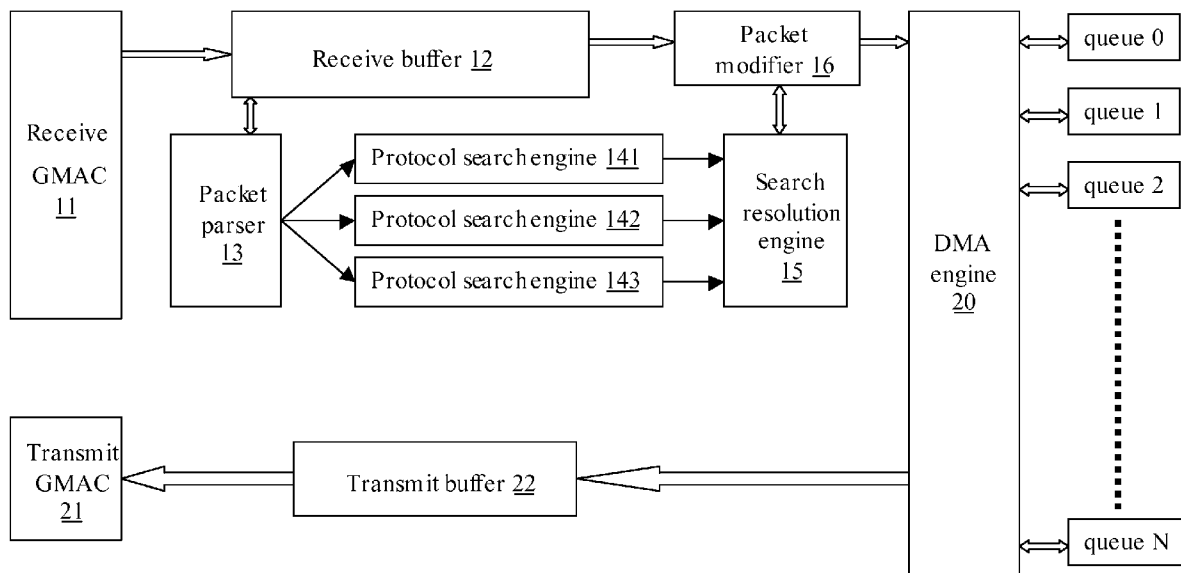 Receive
GMAC
11
Receive buffer 12
Packet
modifier 16
Packet
parser
13
Protocol search engine 141
Protocol search engine 142
Protocol search engine 143
Search
resolution
engine
15
DMA
engine
20
queue 0
queue 1
queue 2
queue N
Transmit
GMAC
21
Transmit buffer 22